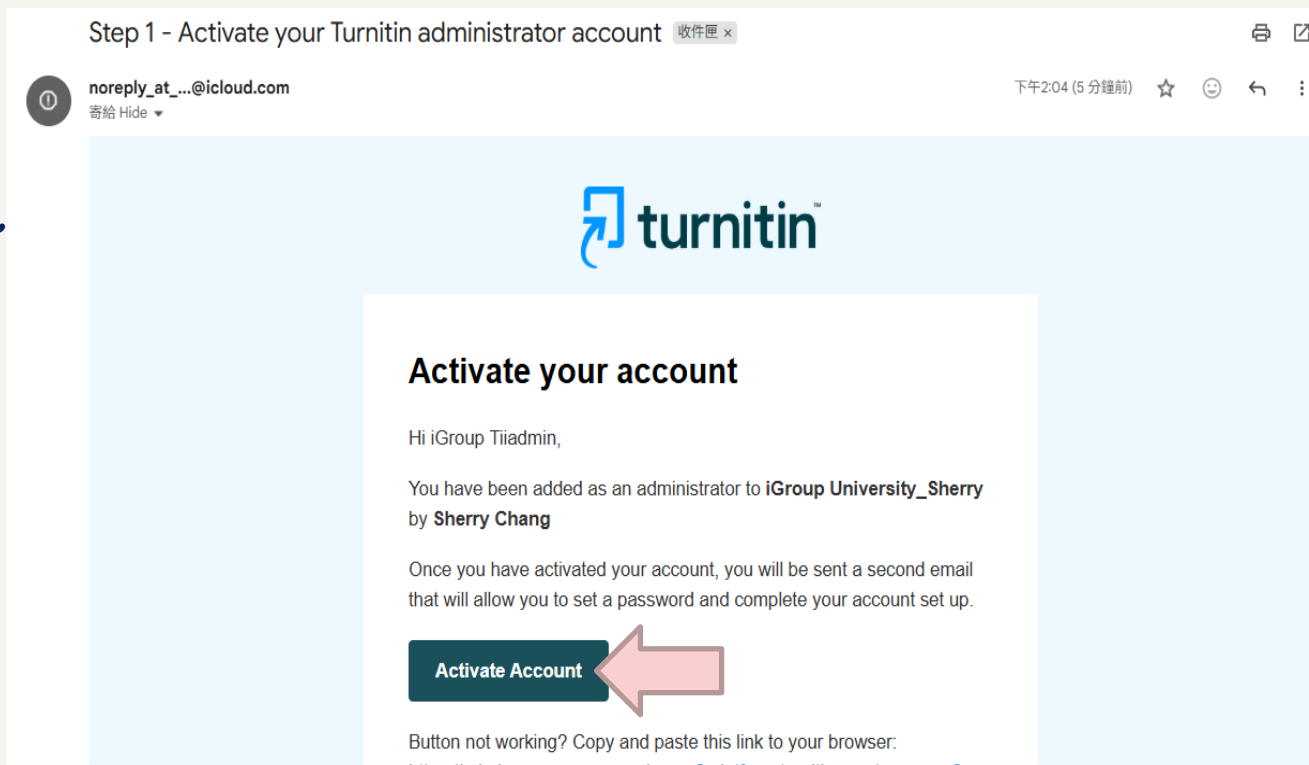 Step 1 - Activate your Turnitin administrator account 收件匣 ×
noreply_at_...@icloud.com 下午2:04 (5 分鐘前)
寄給 Hide
turnitin™
Activate your account
Hi iGroup Tiiadmin,
You have been added as an administrator to iGroup University_Sherry
by Sherry Chang
Once you have activated your account, you will be sent a second email
that will allow you to set a password and complete your account set up.
Activate Account
Button not working? Copy and paste this link to your browser: